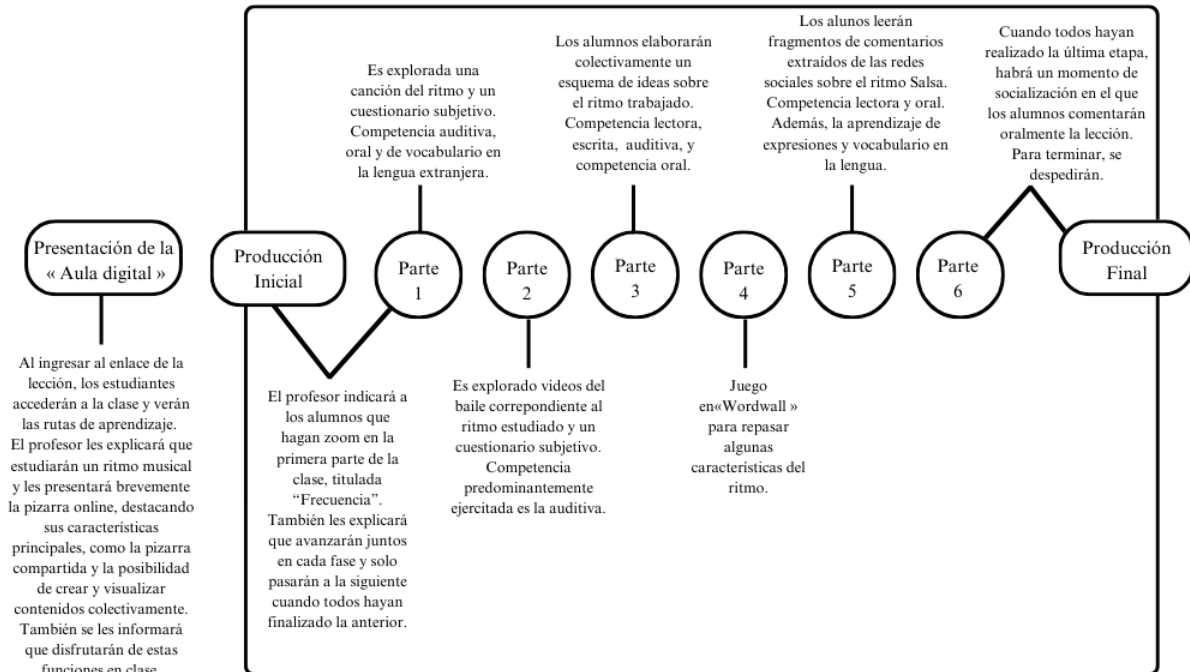 Presentación de la
« Aula digital »
Al ingresar al enlace de la
lección, los estudiantes
accederán a la clase y verán
las rutas de aprendizaje.
El profesor les explicará que
estudiarán un ritmo musical
y les presentará brevemente
la pizarra online, destacando
sus características
principales, como la pizarra
compartida y la posibilidad
de crear y visualizar
contenidos colectivamente.
También se les informará
que disfrutarán de estas
funciones en clase
Producción
Inicial
El profesor indicará a
los alumnos que
hagan zoom en la
primera parte de la
clase, titulada
“Frecuencia”.
También les explicará
que avanzarán juntos
en cada fase y solo
pasarán a la siguiente
cuando todos hayan
finalizado la anterior.
Es explorada una
canción del ritmo y un
cuestionario subjetivo.
Competencia auditiva,
oral y de vocabulario en
la lengua extranjera.
Parte
1
Parte
2
Es explorado videos del
baile correpondiente al
ritmo estudiado y un
cuestionario subjetivo.
Competencia
predominantemente
ejercitada es la auditiva.
Los alumnos elaborarán
colectivamente un
esquema de ideas sobre
el ritmo trabajado.
Competencia lectora,
escrita, auditiva, y
competencia oral.
Parte
3
Parte
4
Juego
en«Wordwall »
para repasar
algunas
características del
ritmo.
Los alunos leerán
fragmentos de comentarios
extraídos de las redes
sociales sobre el ritmo Salsa.
Competencia lectora y oral.
Además, la aprendizaje de
expresiones y vocabulario en
la lengua.
Parte
5
Parte
6
Cuando todos hayan
realizado la última etapa,
habrá un momento de
socialización en el que
los alumnos comentarán
oralmente la lección.
Para terminar, se
despedirán.
Producción
Final